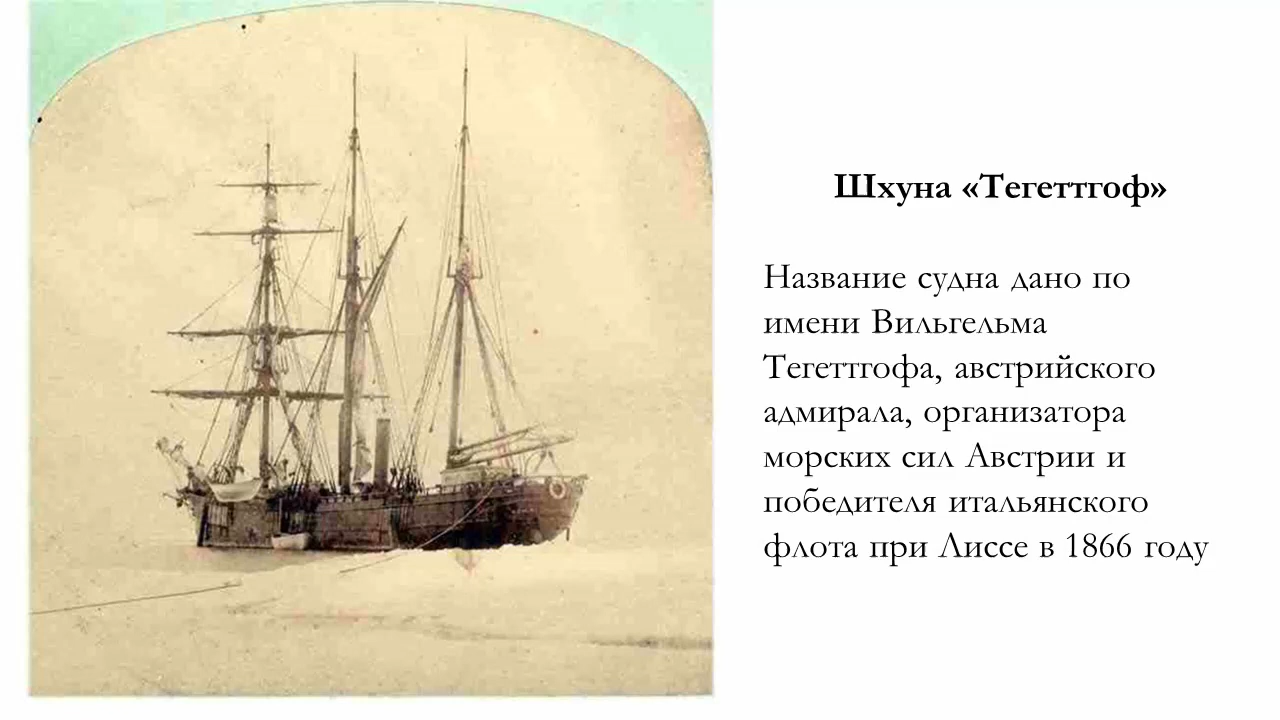 Шхуна «Тегеттгоф»
Название судна дано по
имени Вильгельма
Тегеттгофа, австрийского
адмирала, организатора
морских сил Австрии и
победителя итальянского
флота при Лиссе в 1866 году